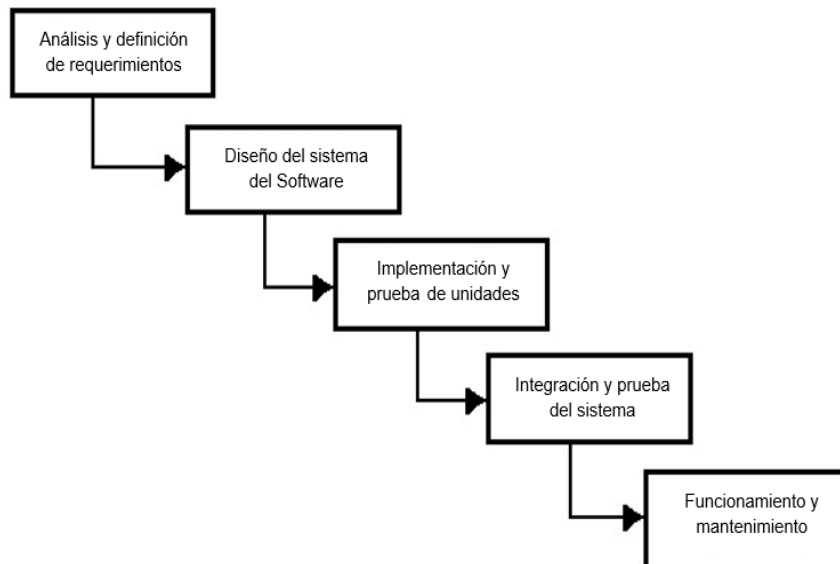 Análisis y definición
de requerimientos
Diseño del sistema
del Software
Implementación y
prueba de unidades
Integración y prueba
del sistema
Funcionamiento y
mantenimiento